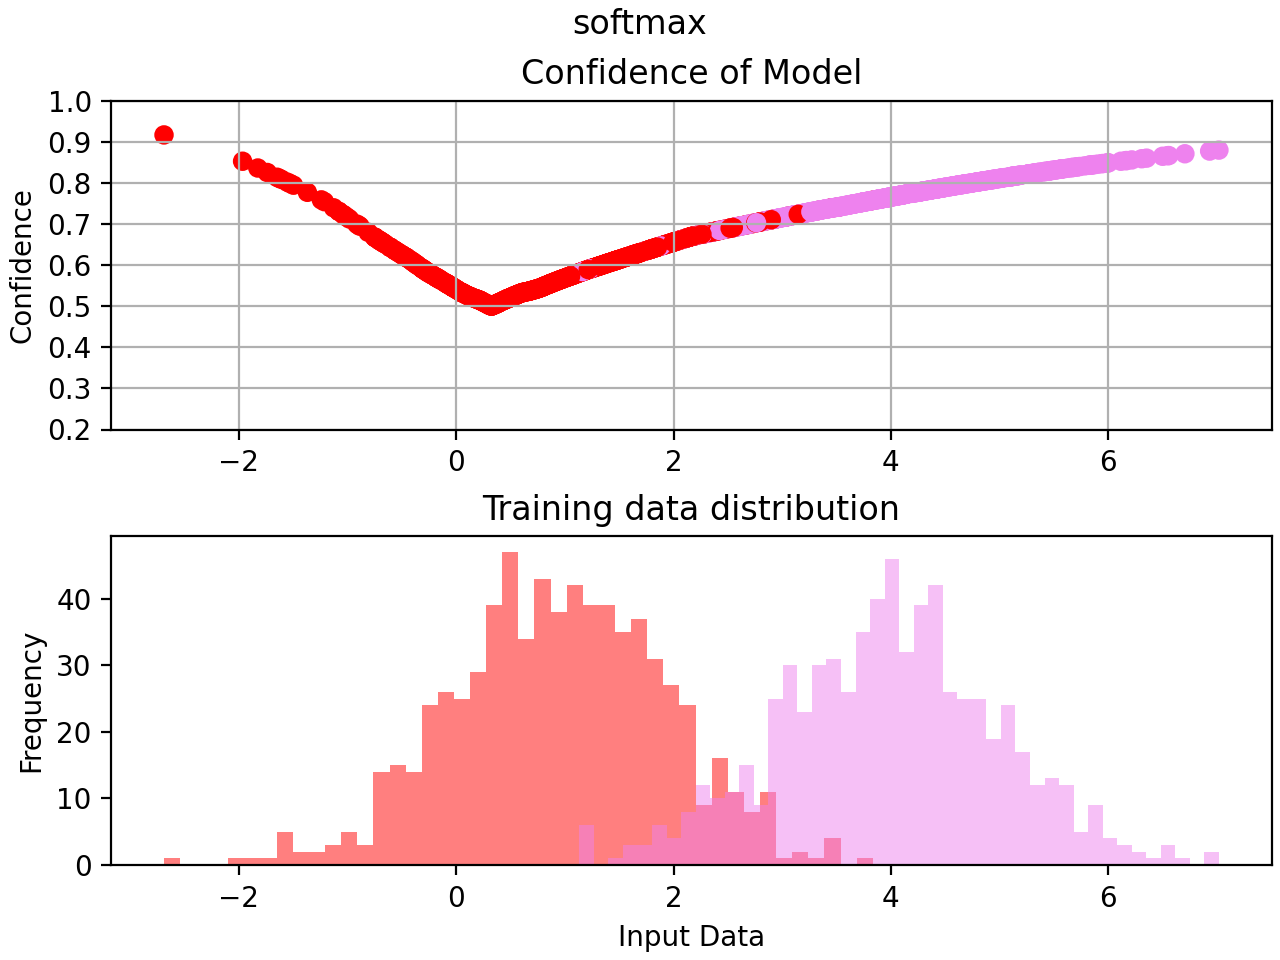 softmax
Confidence of Model
1.0
0.9
0.8
0.7
0.6
0.5
0.4
0.3
0.2
Confidence
−2 0 2 4 6
Training data distribution
40
30
20
10
0
Frequency
−2 0 2 4 6
Input Data